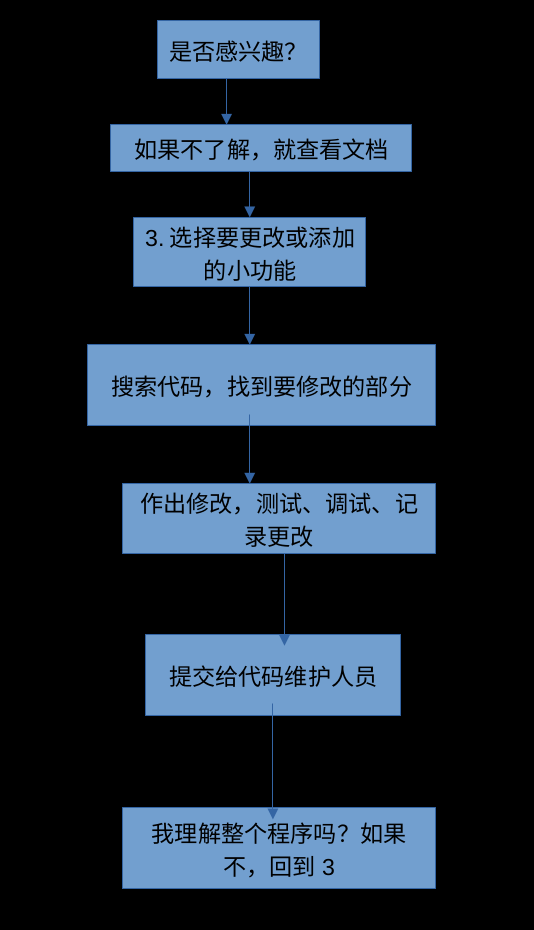 是否感兴趣？
如果不了解，就查看文档
3. 选择要更改或添加
的小功能
搜索代码，找到要修改的部分
作出修改，测试、调试、记
录更改
提交给代码维护人员
我理解整个程序吗？如果
不，回到 3